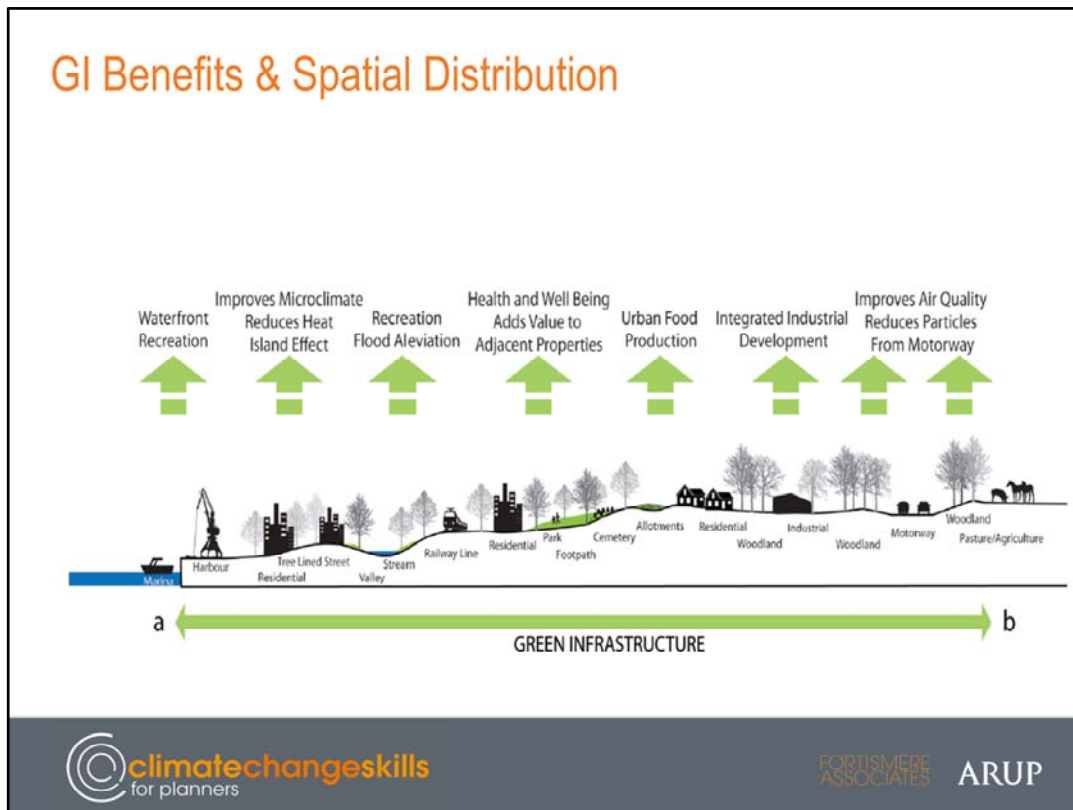 GI Benefits & Spatial Distribution
Waterfront
Recreation
Improves Microclimate
Reduces Heat
Island Effect
Recreation
Flood Aleviation
Health and Well Being
Adds Value to
Adjacent Properties
Urban Food
Production
Integrated Industrial
Development
Improves Air Quality
Reduces Particles
From Motorway
Marina
Harbour
Residential
Tree Lined Street
Valley
Stream
Railway Line
Residential
Park
Footpath
Cemetery
Allotments
Residential
Woodland
Industrial
Woodland
Motorway
Woodland
Pasture/Agriculture
a
b
GREEN INFRASTRUCTURE
climatechangeskills
for planners
FORTISMERE
ASSOCIATES
ARUP